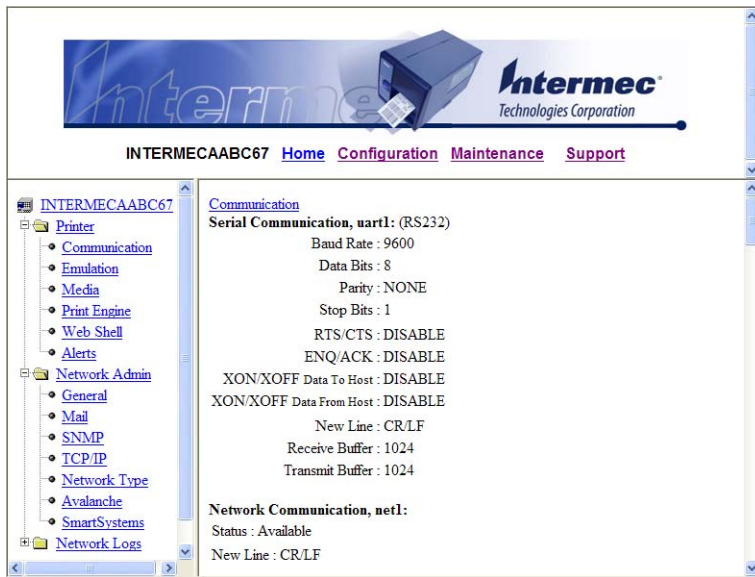 Interme
Intermec
Technologies Corporation
INTERMECAABC67 Home Configuration Maintenance Support
INTERMECAABC67
Printer
Communication
Emulation
Media
Print Engine
Web Shell
Alerts
Network Admin
General
Mail
SNMP
TCP/IP
Network Type
Avalanche
SmartSystems
Network Logs
Communication
Serial Communication, uart1: (RS232)
Baud Rate : 9600
Data Bits : 8
Parity : NONE
Stop Bits : 1
RTS/CTS : DISABLE
ENQ/ACK : DISABLE
XON/XOFF Data To Host : DISABLE
XON/XOFF Data From Host : DISABLE
New Line : CR/LF
Receive Buffer : 1024
Transmit Buffer : 1024
Network Communication, net1:
Status : Available
New Line : CR/LF